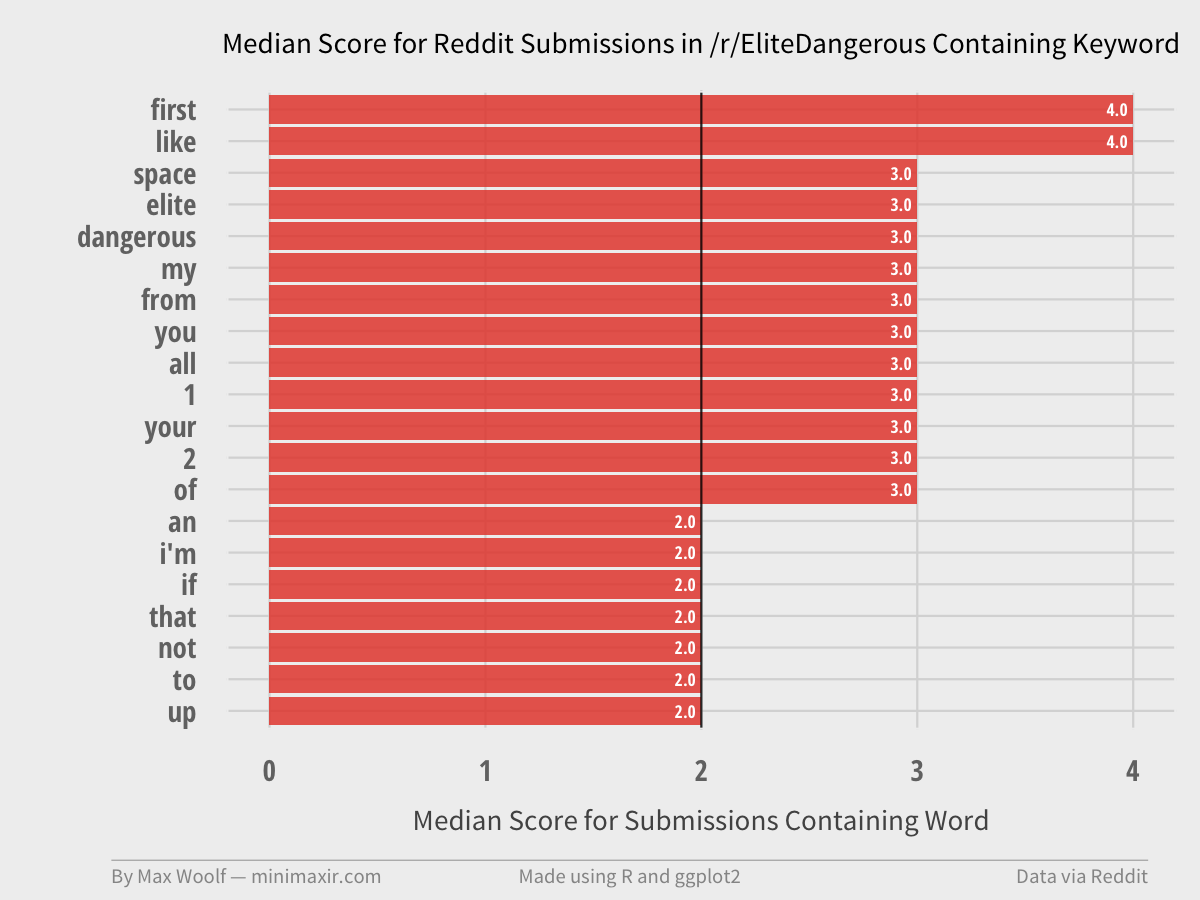 Median Score for Reddit Submissions in /r/EliteDangerous Containing Keyword
first 4.0
like 4.0
space 3.0
elite 3.0
dangerous 3.0
my 3.0
from 3.0
you 3.0
all 3.0
1 3.0
your 3.0
2 3.0
of 3.0
an 2.0
i'm 2.0
if 2.0
that 2.0
not 2.0
to 2.0
up 2.0
0 1 2 3 4
Median Score for Submissions Containing Word
By Max Woolf — minimaxir.com Made using R and ggplot2 Data via Reddit